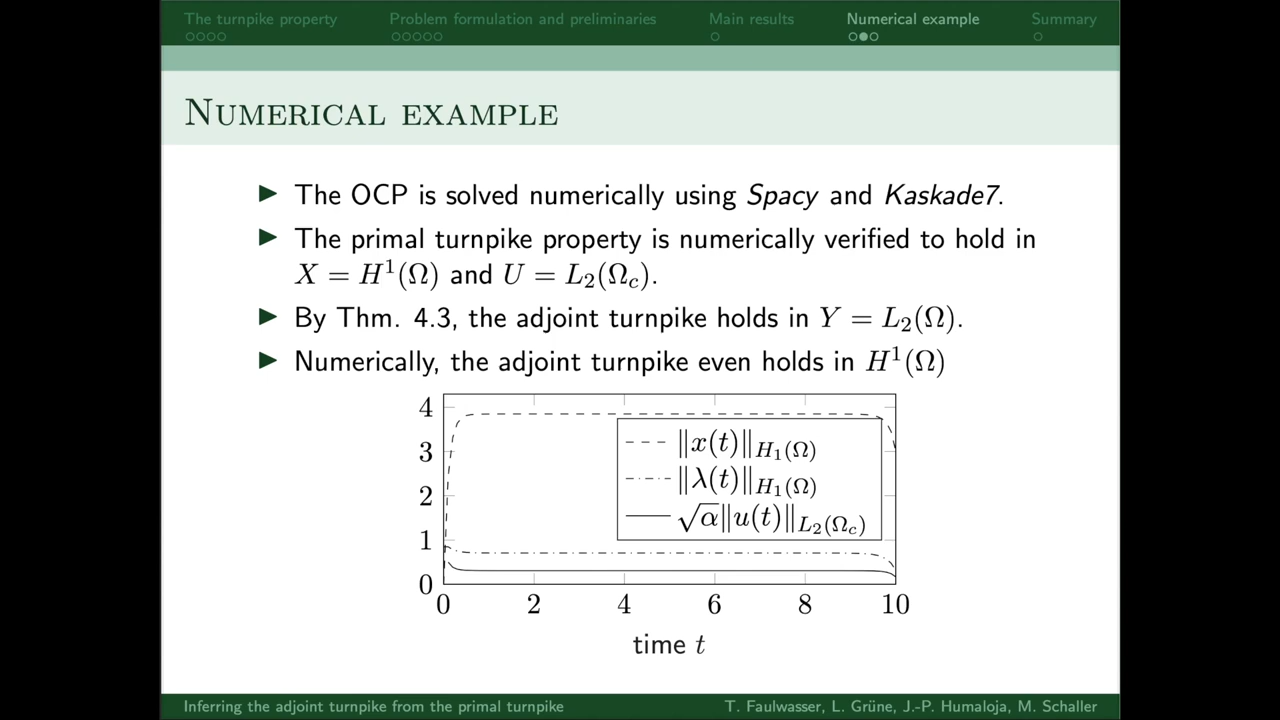 The turnpike property Problem formulation and preliminaries Main results Numerical example Summary
NUMERICAL EXAMPLE
▶ The OCP is solved numerically using Spacy and Kaskade7.
▶ The primal turnpike property is numerically verified to hold in
X = H¹(Ω) and U = L₂(Ω_c).
▶ By Thm. 4.3, the adjoint turnpike holds in Y = L₂(Ω).
▶ Numerically, the adjoint turnpike even holds in H¹(Ω)
4
3
2
1
0
‖x(t)‖_{H₁(Ω)}
‖λ(t)‖_{H₁(Ω)}
√α‖u(t)‖_{L₂(Ω_c)}
0 2 4 6 8 10
time t
Inferring the adjoint turnpike from the primal turnpike T. Faulwasser, L. Grüne, J.-P. Humaloja, M. Schaller